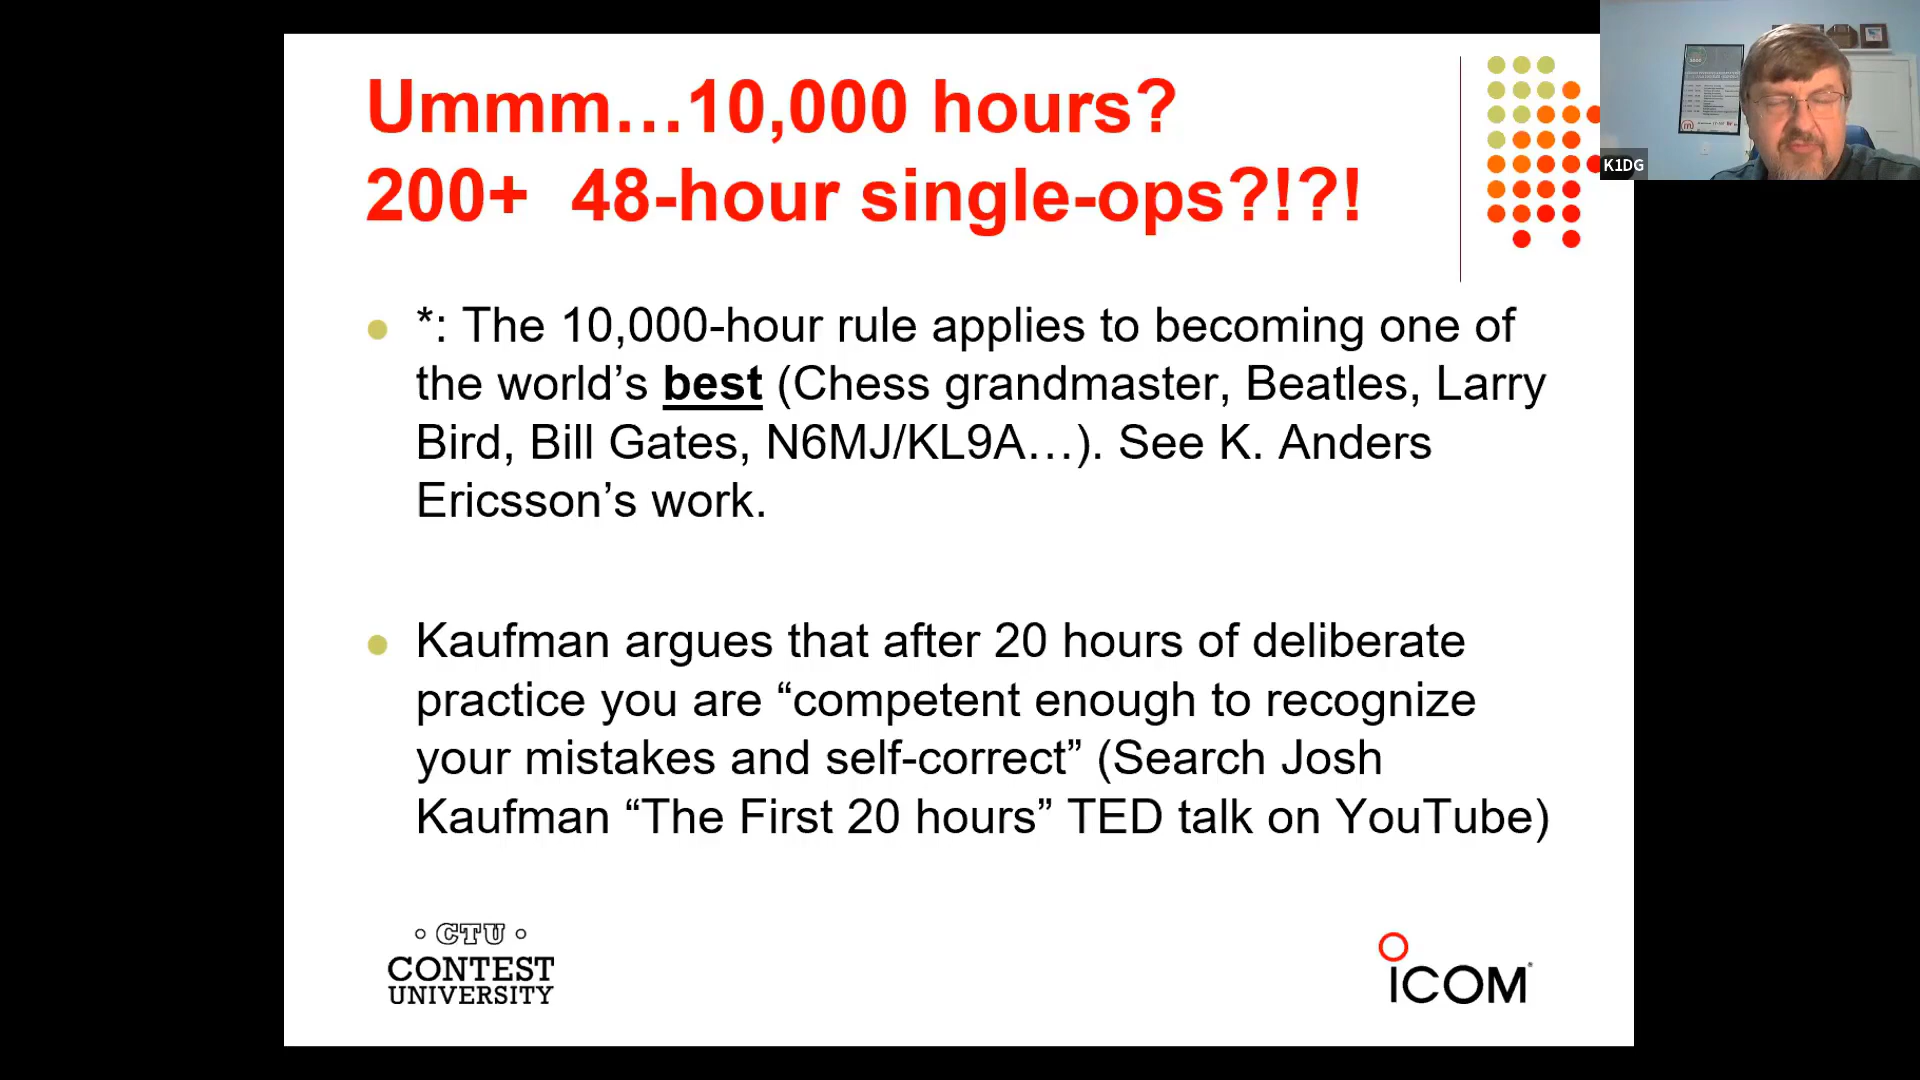 Ummm…10,000 hours?
200+ 48-hour single-ops?!?!
*: The 10,000-hour rule applies to becoming one of
the world’s best (Chess grandmaster, Beatles, Larry
Bird, Bill Gates, N6MJ/KL9A…). See K. Anders
Ericsson’s work.
Kaufman argues that after 20 hours of deliberate
practice you are “competent enough to recognize
your mistakes and self-correct” (Search Josh
Kaufman “The First 20 hours” TED talk on YouTube)
CTU
CONTEST
UNIVERSITY
ICOM
K1DG